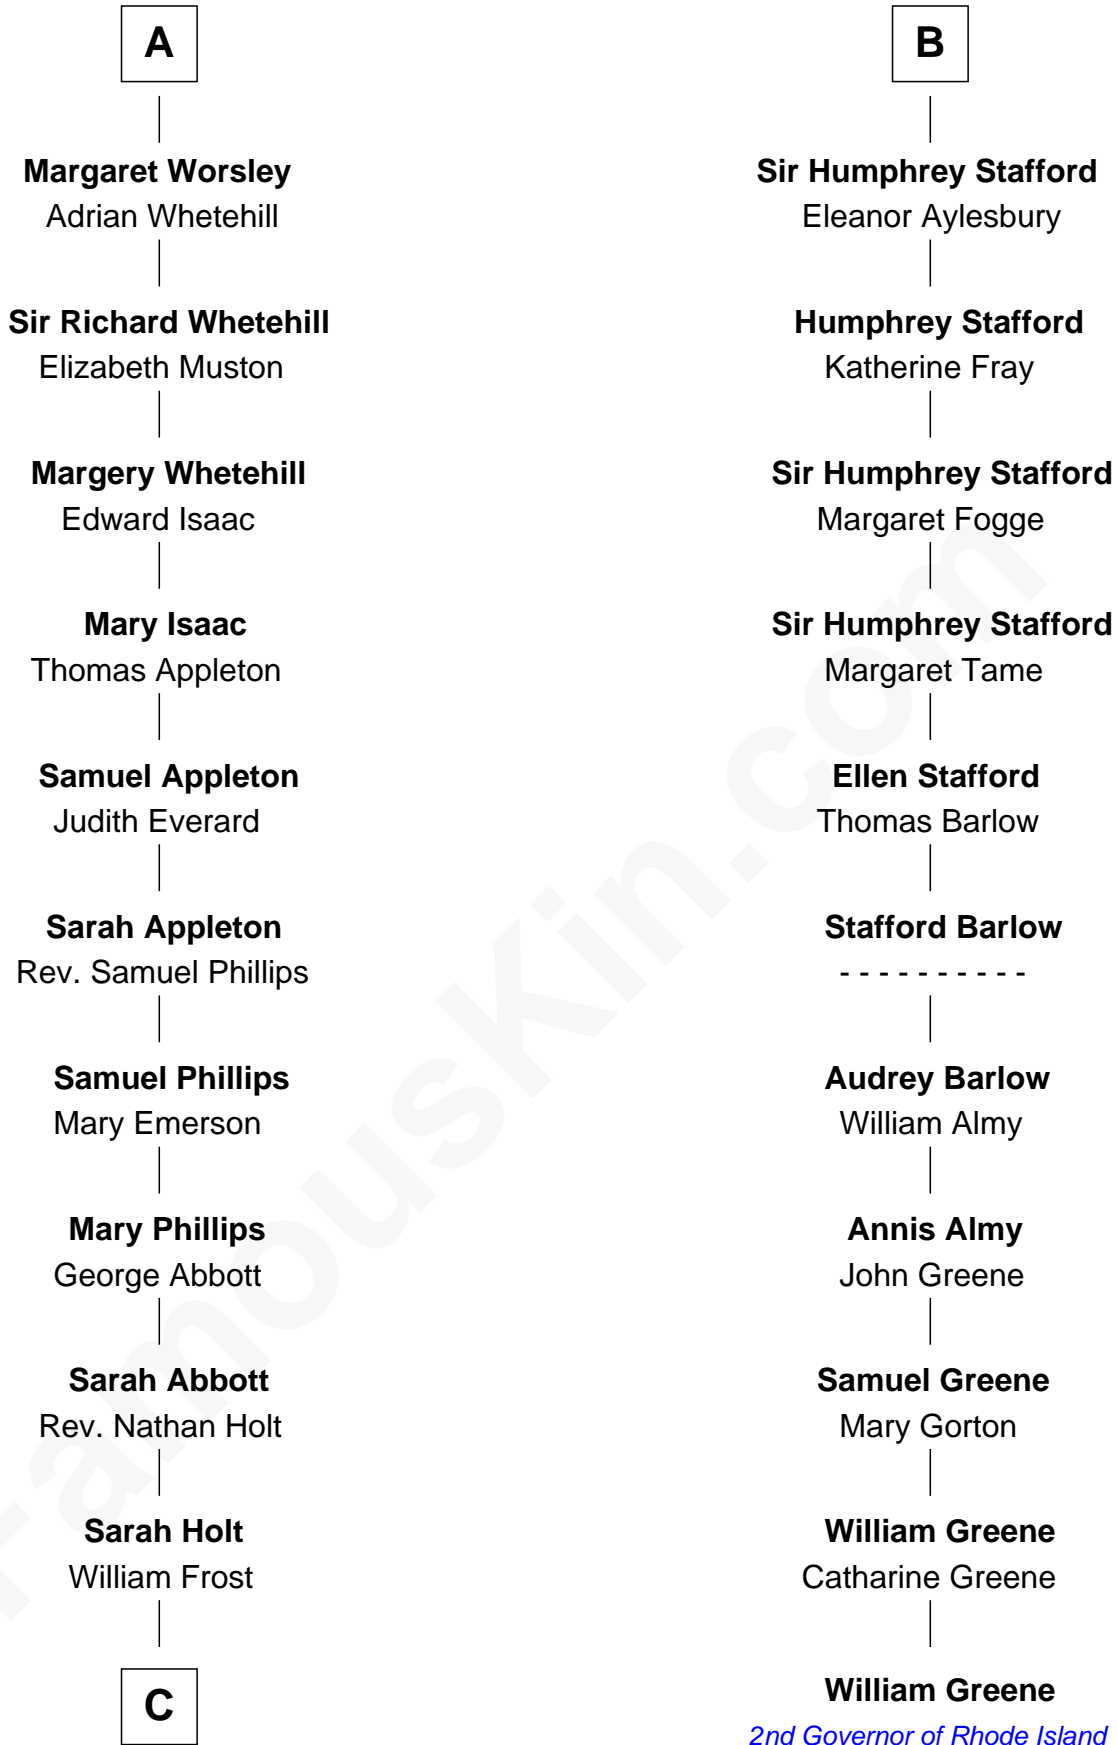 A
Margaret Worsley
Adrian Whetehill
Sir Richard Whetehill
Elizabeth Muston
Margery Whetehill
Edward Isaac
Mary Isaac
Thomas Appleton
Samuel Appleton
Judith Everard
Sarah Appleton
Rev. Samuel Phillips
Samuel Phillips
Mary Emerson
Mary Phillips
George Abbott
Sarah Abbott
Rev. Nathan Holt
Sarah Holt
William Frost
C
B
Sir Humphrey Stafford
Eleanor Aylesbury
Humphrey Stafford
Katherine Fray
Sir Humphrey Stafford
Margaret Fogge
Sir Humphrey Stafford
Margaret Tame
Ellen Stafford
Thomas Barlow
Stafford Barlow
- - - - - - - - - -
Audrey Barlow
William Almy
Annis Almy
John Greene
Samuel Greene
Mary Gorton
William Greene
Catharine Greene
William Greene
2nd Governor of Rhode Island
FamousKin.com